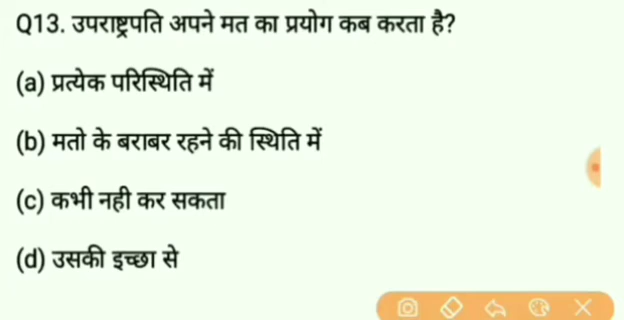 Q13. उपराष्ट्रपति अपने मत का प्रयोग कब करता है?
(a) प्रत्येक परिस्थिति में
(b) मतो के बराबर रहने की स्थिति में
(c) कभी नही कर सकता
(d) उसकी इच्छा से